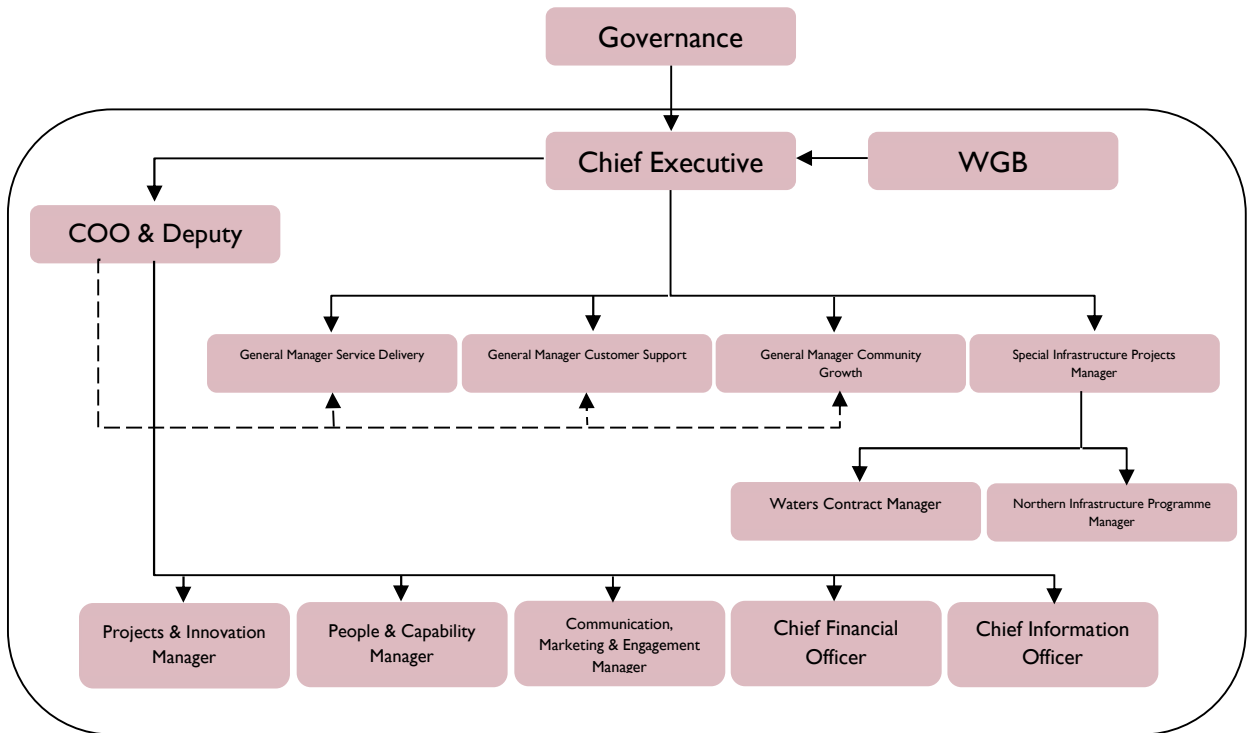 Governance
Chief Executive
WGB
COO & Deputy
General Manager Service Delivery
General Manager Customer Support
General Manager Community
Growth
Special Infrastructure Projects
Manager
Waters Contract Manager
Northern Infrastructure Programme
Manager
Projects & Innovation
Manager
People & Capability
Manager
Communication,
Marketing & Engagement
Manager
Chief Financial
Officer
Chief Information
Officer